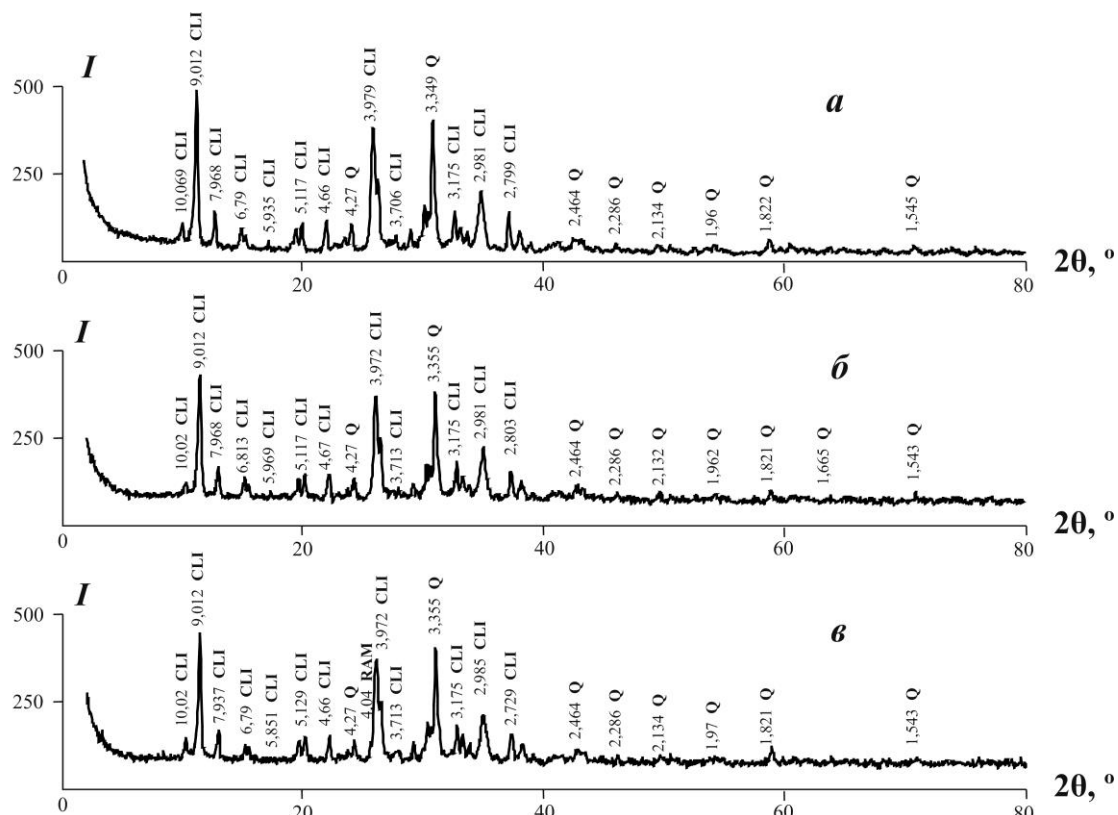 I
500
250
10,069 CLI
9,012 CLI
7,968 CLI
6,79 CLI
5,935 CLI
5,117 CLI
4,66 CLI
4,27 Q
3,979 CLI
3,706 CLI
3,349 Q
3,175 CLI
2,981 CLI
2,799 CLI
2,464 Q
2,286 Q
2,134 Q
1,96 Q
1,822 Q
1,545 Q
а
0
20
40
60
80
2θ, º
I
500
250
10,02 CLI
9,012 CLI
7,968 CLI
6,813 CLI
5,969 CLI
5,117 CLI
4,67 CLI
4,27 Q
3,972 CLI
3,713 CLI
3,355 Q
3,175 CLI
2,981 CLI
2,803 CLI
2,464 Q
2,286 Q
2,132 Q
1,962 Q
1,821 Q
1,665 Q
1,543 Q
б
0
20
40
60
80
2θ, º
I
500
250
10,02 CLI
9,012 CLI
7,937 CLI
6,79 CLI
5,851 CLI
5,129 CLI
4,66 CLI
4,27 Q
4,04 RAM
3,972 CLI
3,713 CLI
3,355 Q
3,175 CLI
2,985 CLI
2,729 CLI
2,464 Q
2,286 Q
2,134 Q
1,97 Q
1,821 Q
1,543 Q
в
0
20
40
60
80
2θ, º